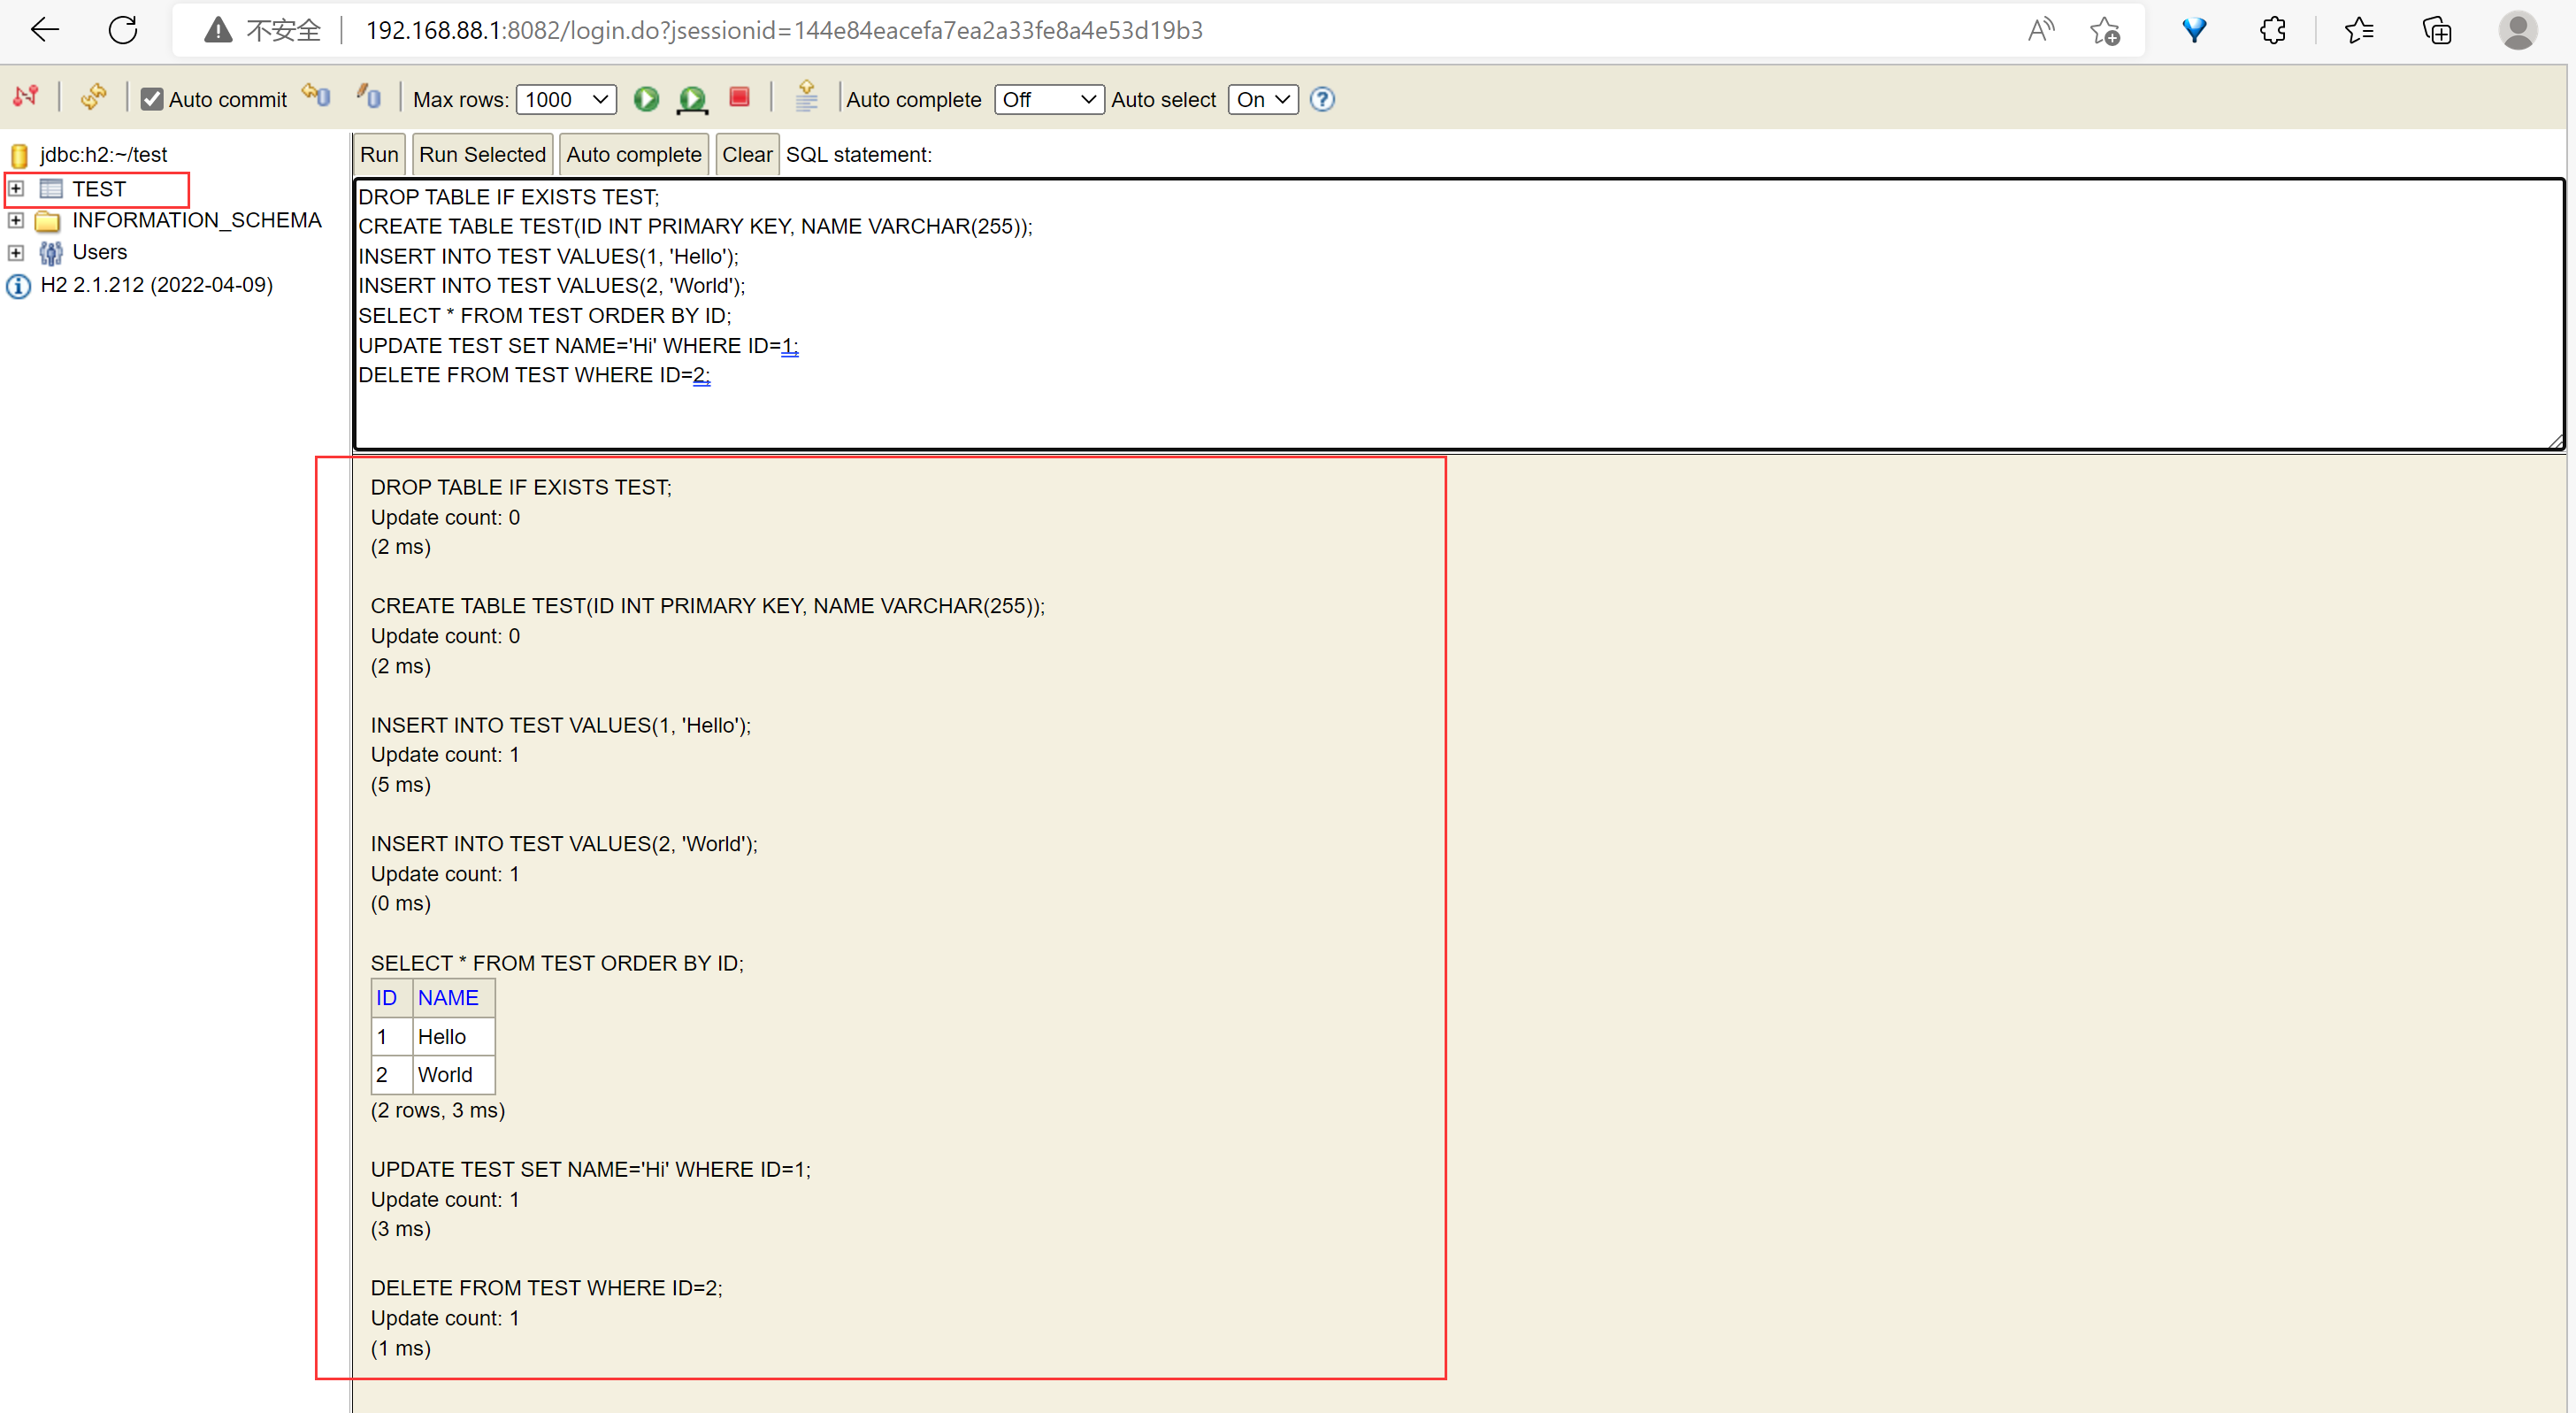 不安全 192.168.88.1:8082/login.do?jsessionid=144e84eacefa7ea2a33fe8a4e53d19b3
Auto commit Max rows: 1000 Auto complete Off Auto select On
jdbc:h2:~/test
TEST
INFORMATION_SCHEMA
Users
H2 2.1.212 (2022-04-09)
Run Run Selected Auto complete Clear SQL statement:
DROP TABLE IF EXISTS TEST;
CREATE TABLE TEST(ID INT PRIMARY KEY, NAME VARCHAR(255));
INSERT INTO TEST VALUES(1, 'Hello');
INSERT INTO TEST VALUES(2, 'World');
SELECT * FROM TEST ORDER BY ID;
UPDATE TEST SET NAME='Hi' WHERE ID=1;
DELETE FROM TEST WHERE ID=2;
DROP TABLE IF EXISTS TEST;
Update count: 0
(2 ms)
CREATE TABLE TEST(ID INT PRIMARY KEY, NAME VARCHAR(255));
Update count: 0
(2 ms)
INSERT INTO TEST VALUES(1, 'Hello');
Update count: 1
(5 ms)
INSERT INTO TEST VALUES(2, 'World');
Update count: 1
(0 ms)
SELECT * FROM TEST ORDER BY ID;
ID NAME
1 Hello
2 World
(2 rows, 3 ms)
UPDATE TEST SET NAME='Hi' WHERE ID=1;
Update count: 1
(3 ms)
DELETE FROM TEST WHERE ID=2;
Update count: 1
(1 ms)